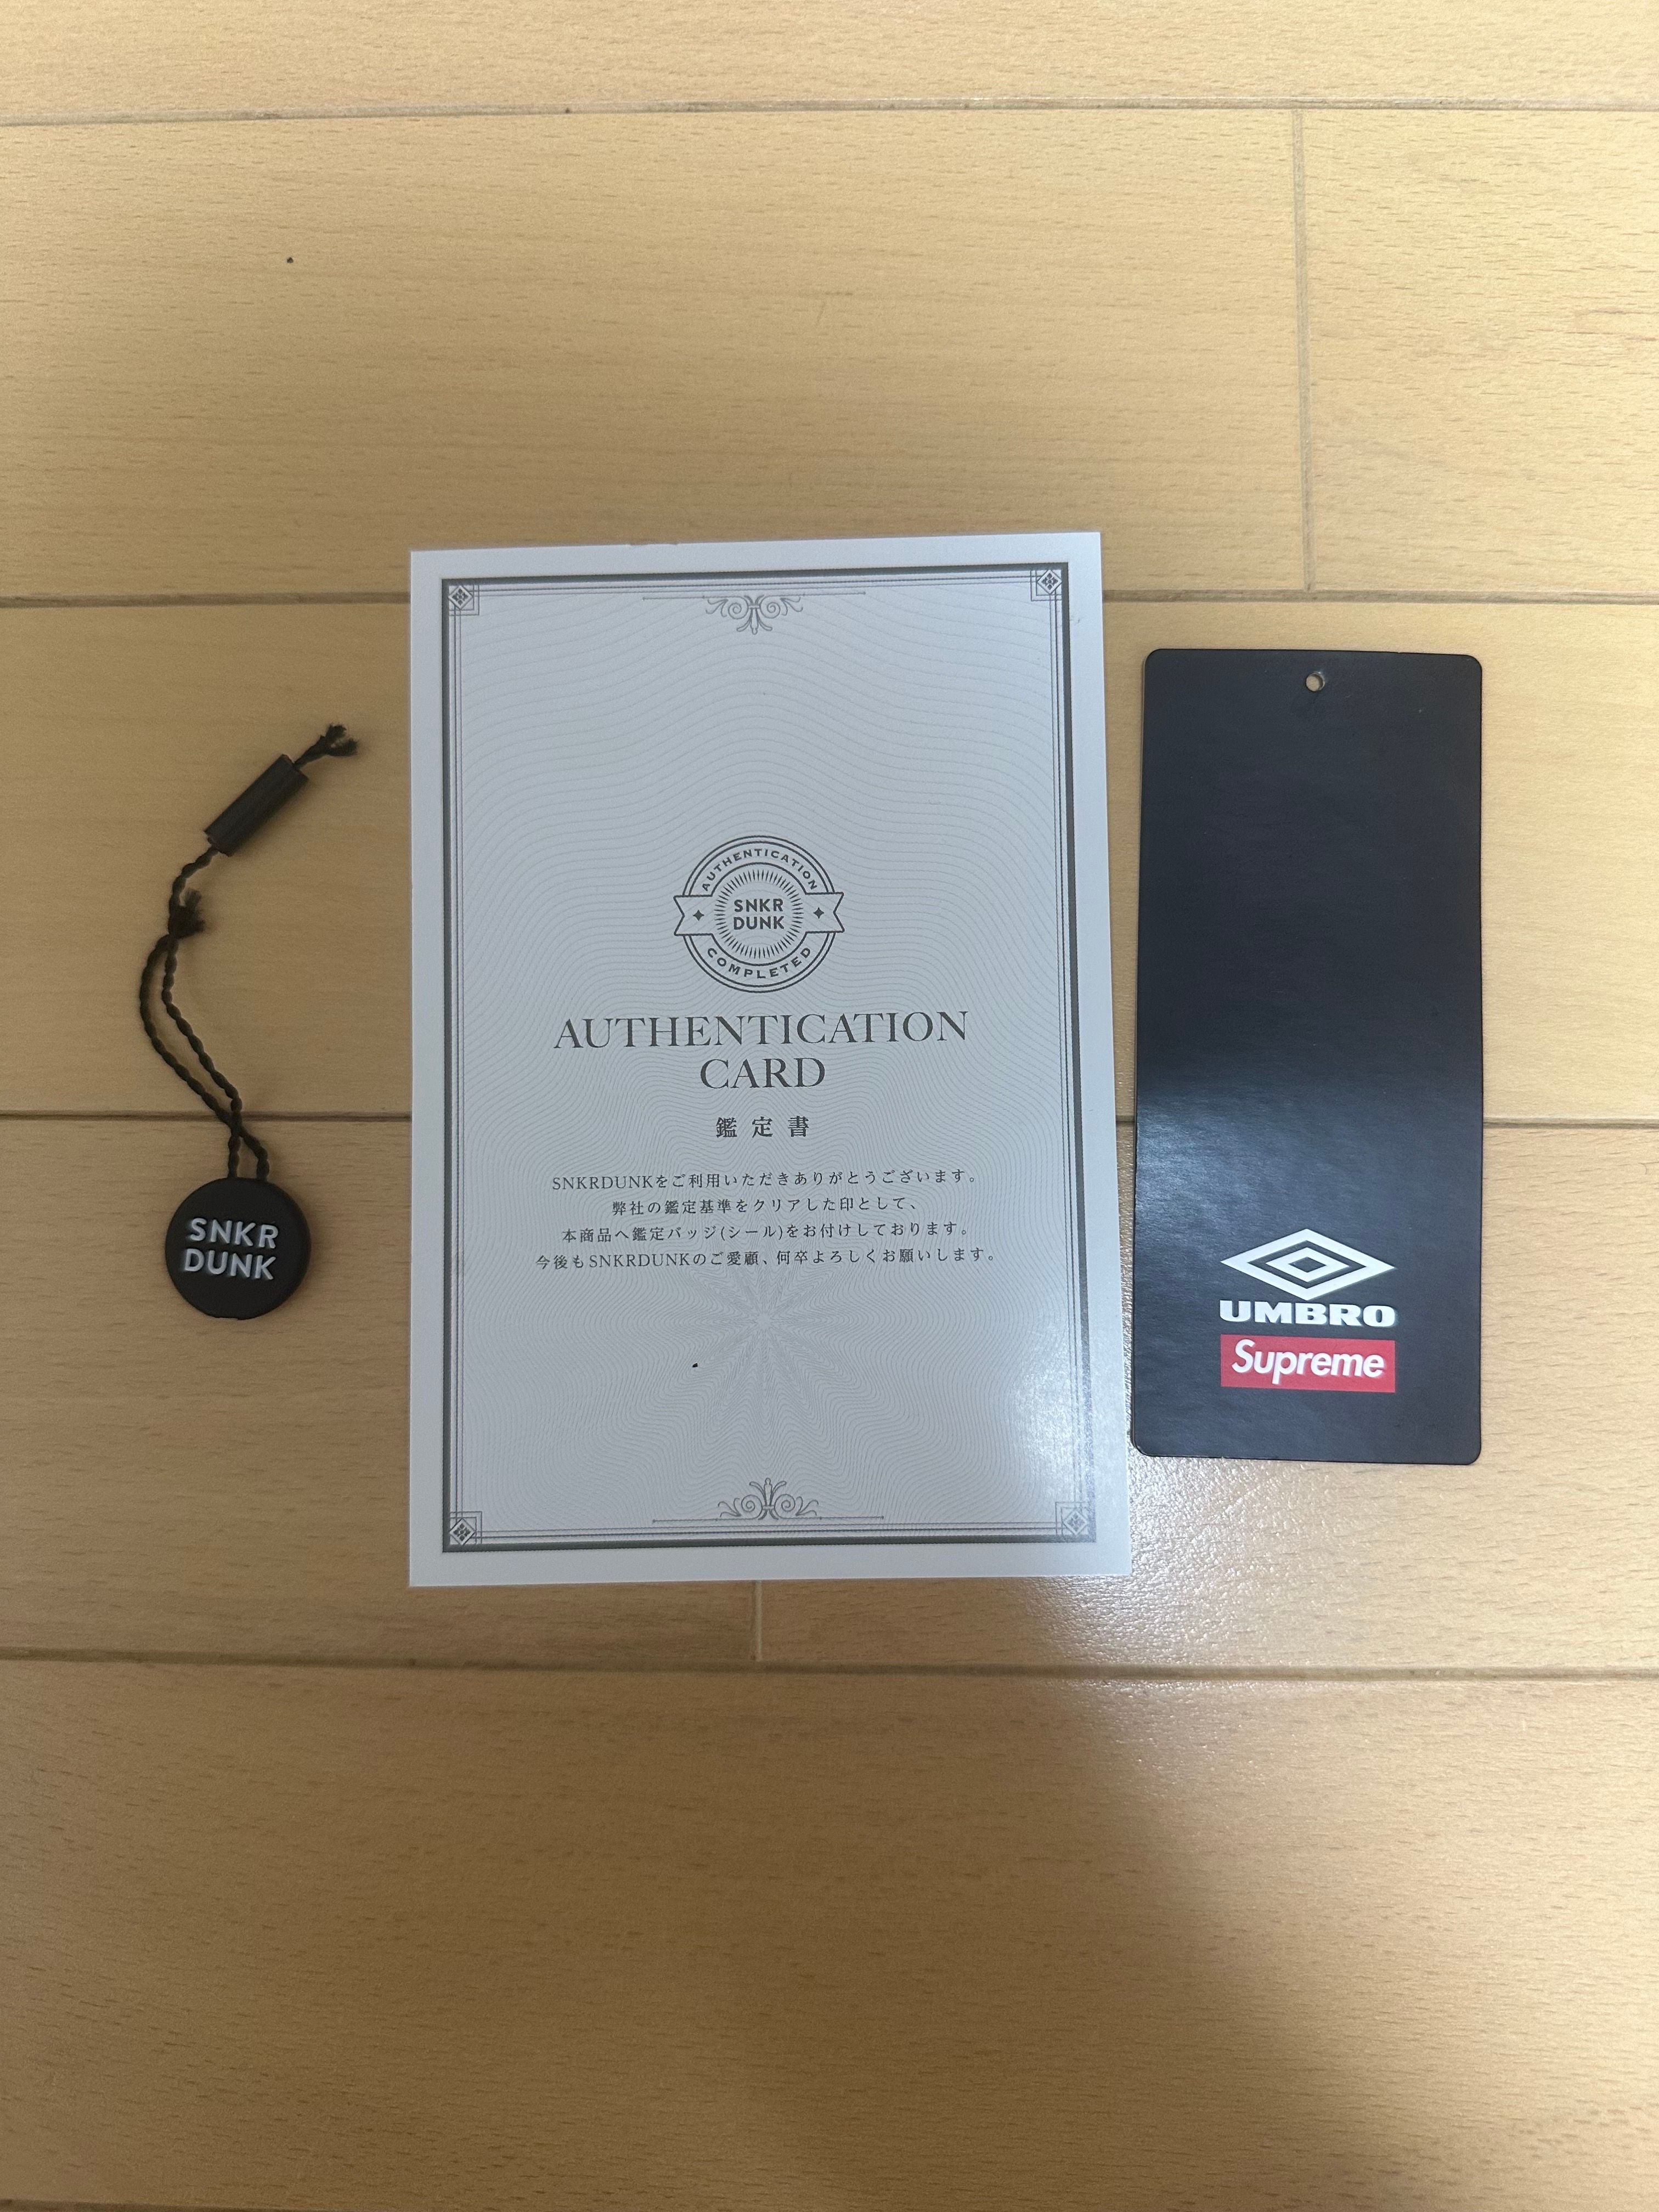 SNKR
DUNK
AUTHENTICATION
SNKR
DUNK
COMPLETED
AUTHENTICATION
CARD
鑑定書
SNKRDUNKをご利用いただきありがとうございます。
弊社の鑑定基準をクリアした印として、
本商品へ鑑定バッジ(シール)をお付けしております。
今後もSNKRDUNKのご愛顧、何卒よろしくお願いします。
UMBRO
Supreme